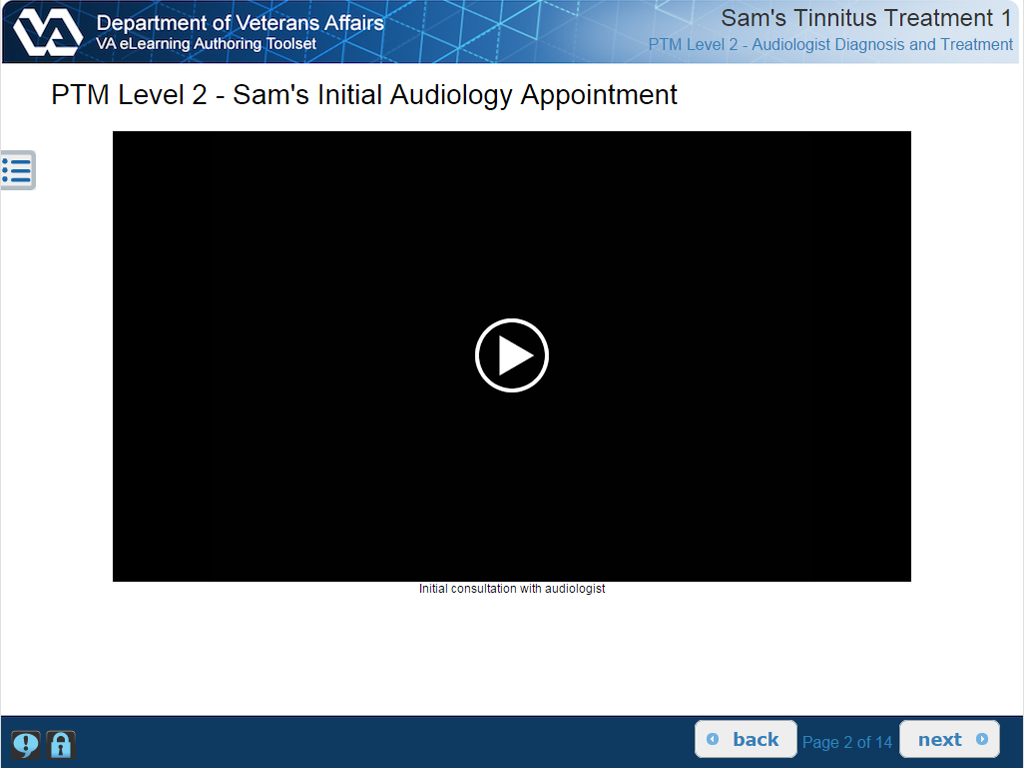 VA
Department of Veterans Affairs
VA eLearning Authoring Toolset
Sam's Tinnitus Treatment 1
PTM Level 2 - Audiologist Diagnosis and Treatment
PTM Level 2 - Sam's Initial Audiology Appointment
Initial consultation with audiologist
back
Page 2 of 14
next